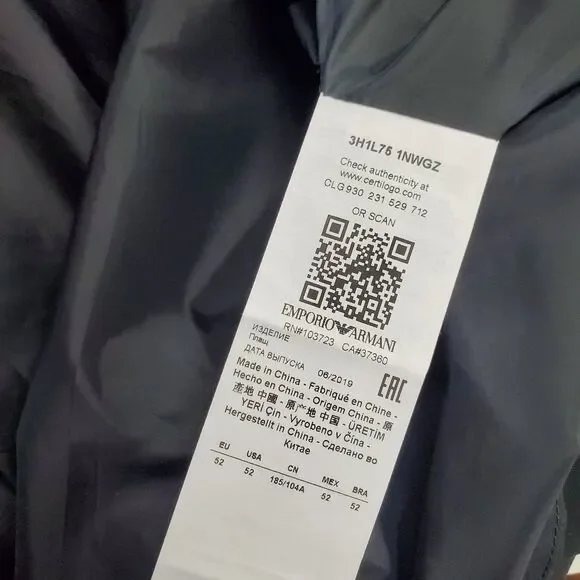 3H1L75 1NWGZ
Check authenticity at
www.certilogo.com
CLG 930 231 529 712
OR SCAN
EMPORIO ARMANI
RN#103723 CA#37360
ИЗДЕЛИЕ
Плащ
ДАТА ВЫПУСКА 06/2019
EAC
Made in China - Fabriqué en Chine -
Hecho en China - Origem China - 原
産地 中國 - 原产地 中国 - ÜRETİM
YERİ Çin - Vyrobeno v Čína -
Hergestellt in China - Сделано во
Китае
EU USA CN MEX BRA
52 52 185/104A 52 52